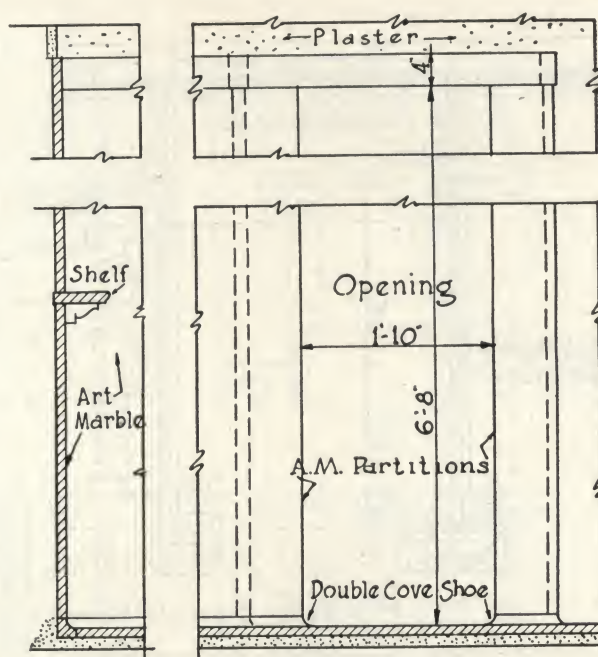 Plaster
4"
Shelf
Opening
1'-10"
Art
Marble
6'-8"
A.M. Partitions
Double Cove Shoe